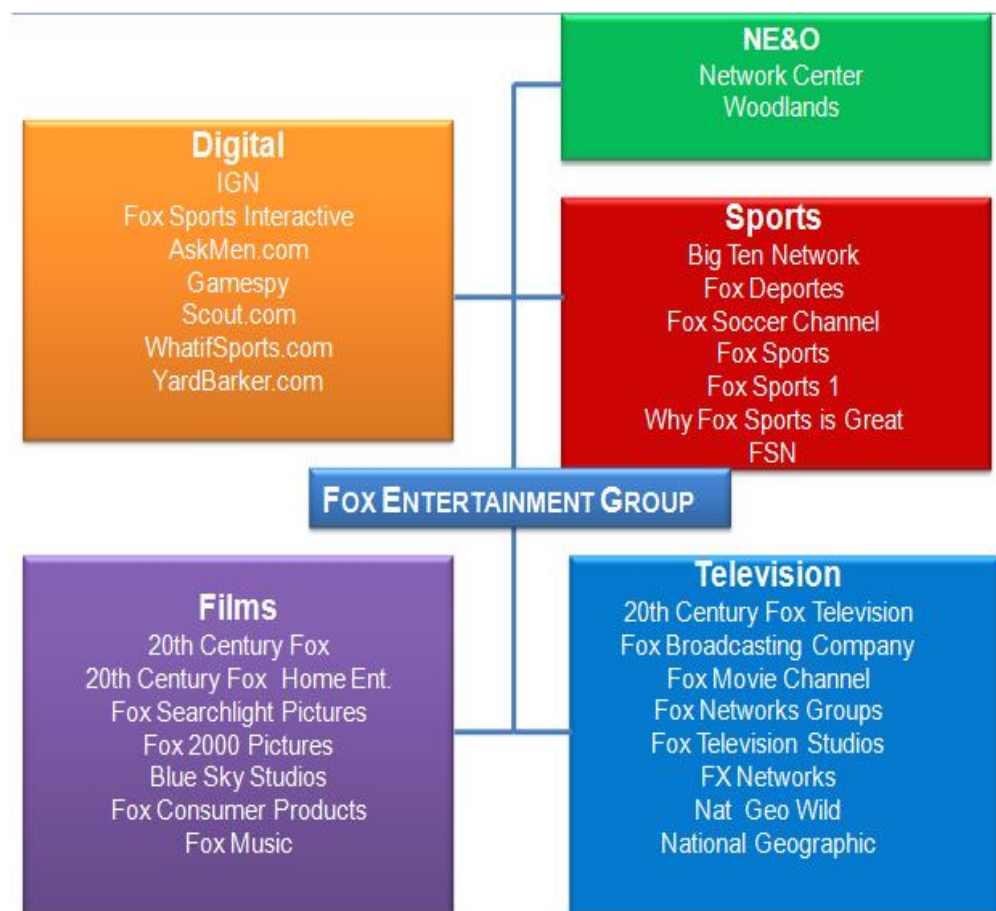 NE&O
Network Center
Woodlands
Digital
IGN
Fox Sports Interactive
AskMen.com
Gamespy
Scout.com
WhatifSports.com
YardBarker.com
Sports
Big Ten Network
Fox Deportes
Fox Soccer Channel
Fox Sports
Fox Sports 1
Why Fox Sports is Great
FSN
FOX ENTERTAINMENT GROUP
Films
20th Century Fox
20th Century Fox Home Ent.
Fox Searchlight Pictures
Fox 2000 Pictures
Blue Sky Studios
Fox Consumer Products
Fox Music
Television
20th Century Fox Television
Fox Broadcasting Company
Fox Movie Channel
Fox Networks Groups
Fox Television Studios
FX Networks
Nat Geo Wild
National Geographic